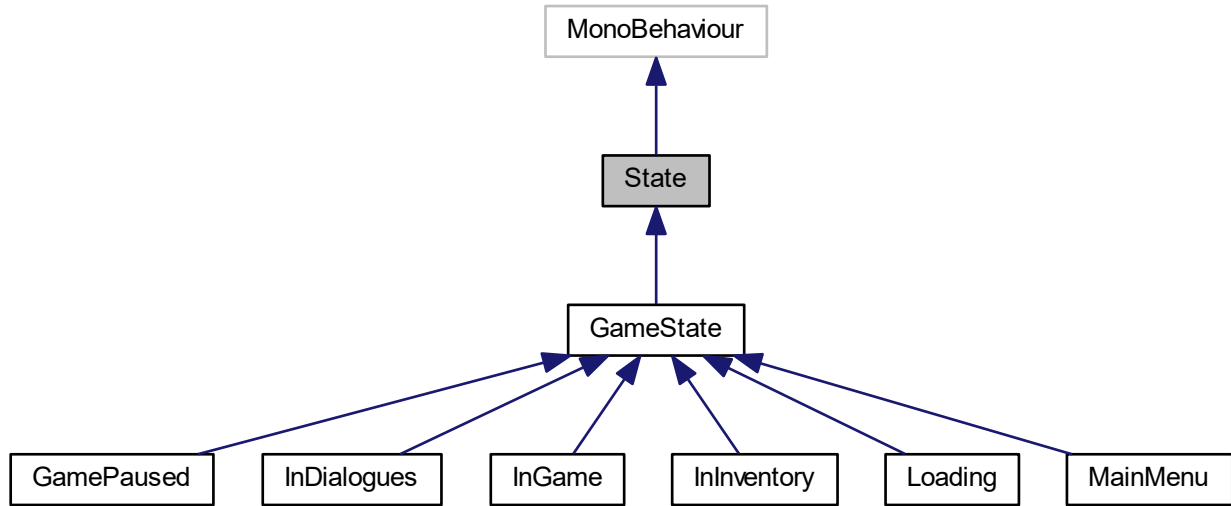 MonoBehaviour
State
GameState
GamePaused
InDialogues
InGame
InInventory
Loading
MainMenu